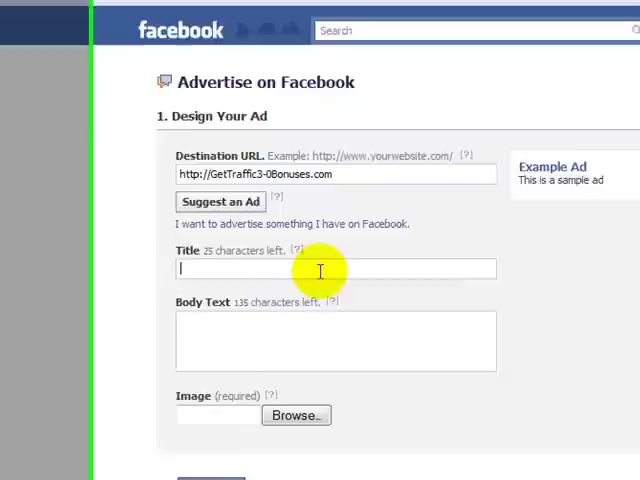 facebook
Search
Advertise on Facebook
1. Design Your Ad
Destination URL. Example: http://www.yourwebsite.com/ [?]
http://GetTraffic3-0Bonuses.com
Suggest an Ad [?]
I want to advertise something I have on Facebook.
Title 25 characters left. [?]
Body Text 135 characters left. [?]
Image (required) [?]
Browse...
Example Ad
This is a sample ad